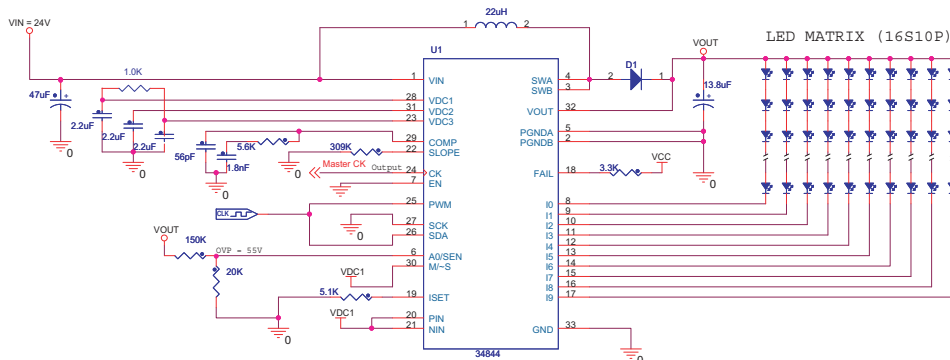 22uH
1 2
VIN = 24V
U1
VOUT
LED MATRIX (16S10P)
1.0K
47uF
1 VIN
SWA 4
SWB 3
2 D1 1
13.8uF
28 VDC1
31 VDC2
23 VDC3
VOUT 32
2.2uF
2.2uF
2.2uF
PGNDA 5
PGNDB 2
29 COMP
22 SLOPE
5.6K
309K
56pF
1.8nF
0
0
0
0
0
Master CK
Output
24 CK
7 EN
FAIL 18
3.3K
VCC
0
25 PWM
CLK
27 SCK
26 SDA
0
I0 8
I1 9
I2 10
I3 11
I4 12
I5 13
I6 14
I7 15
I8 16
I9 17
VOUT
150K
OVP = 55V
6 A0/SEN
30 M/~S
VDC1
20K
5.1K
19 ISET
VDC1
20 PIN
21 NIN
0
GND 33
0
34844